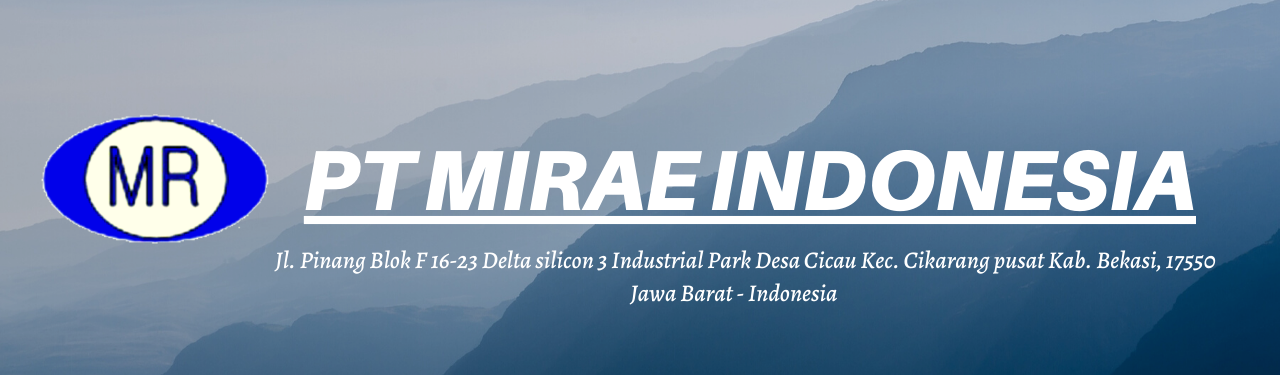 MR
PT MIRAE INDONESIA
Jl. Pinang Blok F 16-23 Delta silicon 3 Industrial Park Desa Cicau Kec. Cikarang pusat Kab. Bekasi, 17550
Jawa Barat - Indonesia